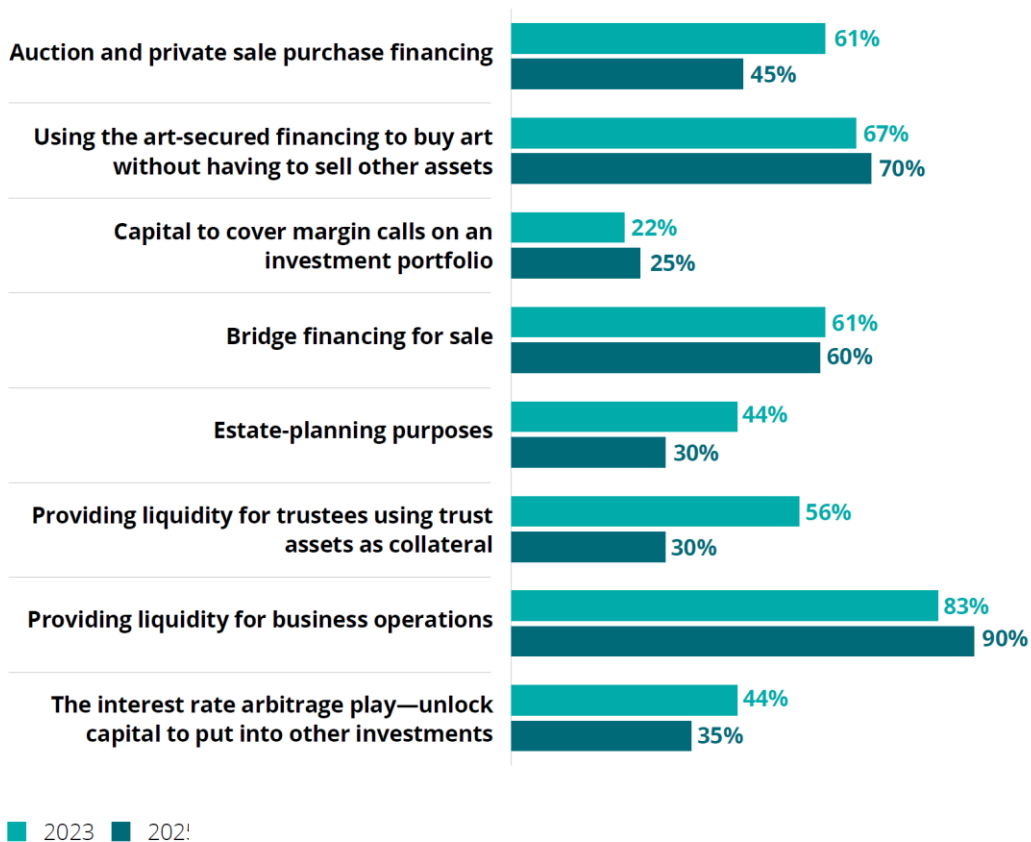 Auction and private sale purchase financing
61%
45%
Using the art-secured financing to buy art
without having to sell other assets
67%
70%
Capital to cover margin calls on an
investment portfolio
22%
25%
Bridge financing for sale
61%
60%
Estate-planning purposes
44%
30%
Providing liquidity for trustees using trust
assets as collateral
56%
30%
Providing liquidity for business operations
83%
90%
The interest rate arbitrage play—unlock
capital to put into other investments
44%
35%
2023